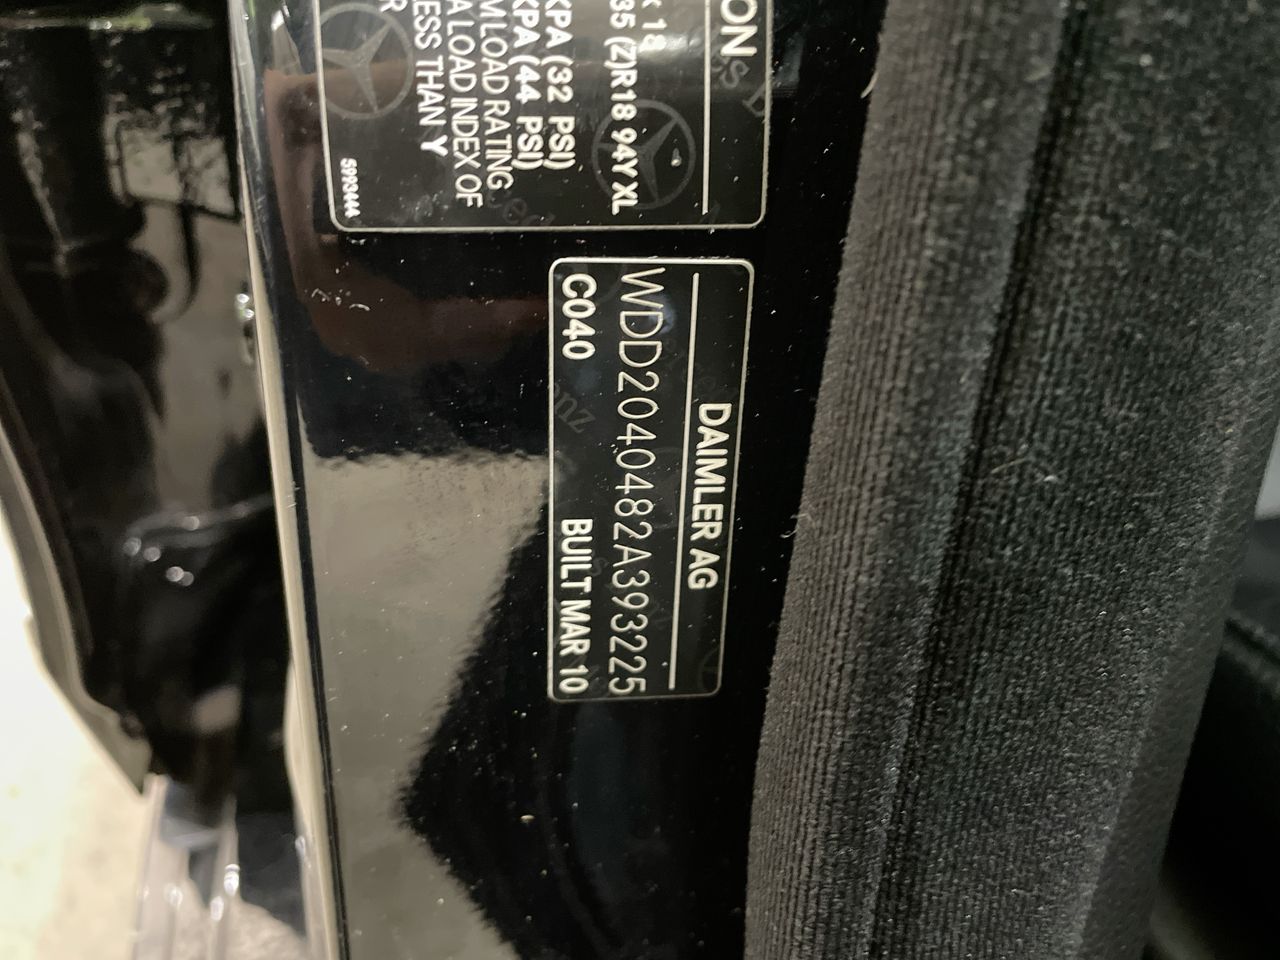 ON
x 18
35 (Z)R18 94Y XL
KPA (32 PSI)
KPA (44 PSI)
M LOAD RATING
A LOAD INDEX OF
ESS THAN Y
R
5993444
DAIMLER AG
WDD2040482A393225
C040 BUILT MAR 10